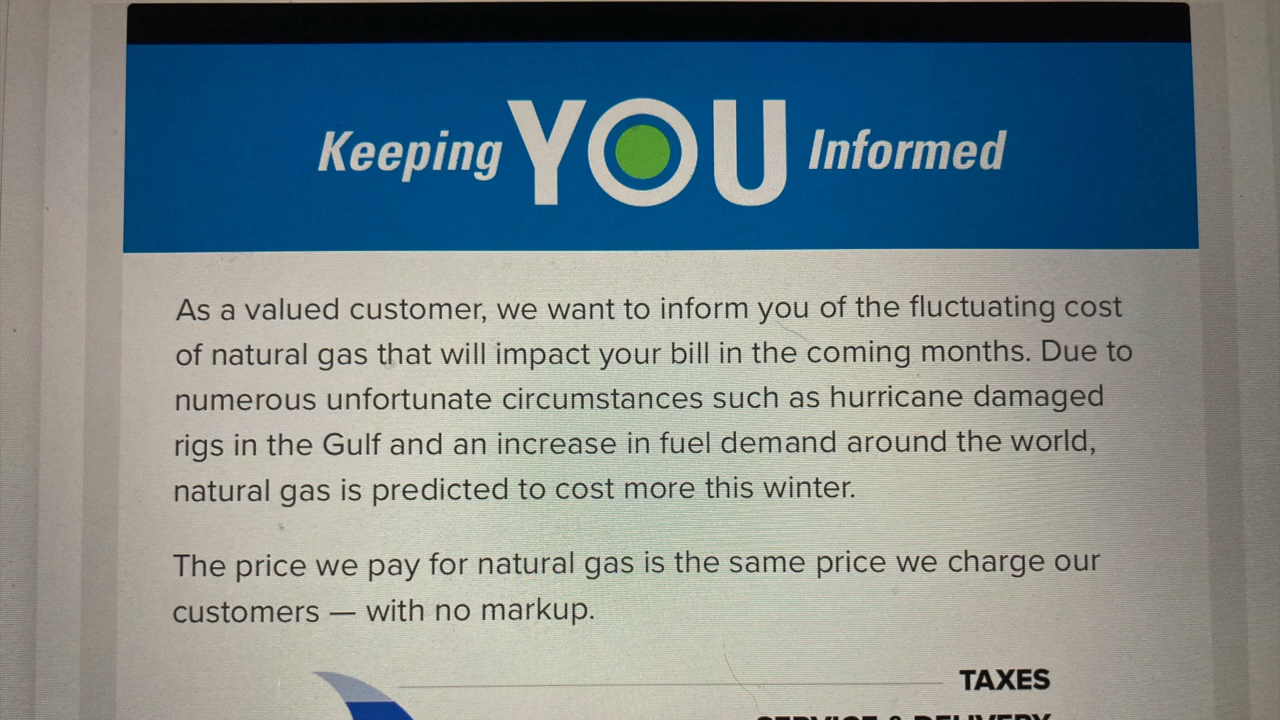 Keeping YOU Informed
As a valued customer, we want to inform you of the fluctuating cost
of natural gas that will impact your bill in the coming months. Due to
numerous unfortunate circumstances such as hurricane damaged
rigs in the Gulf and an increase in fuel demand around the world,
natural gas is predicted to cost more this winter.
The price we pay for natural gas is the same price we charge our
customers — with no markup.
TAXES
SERVICE & DELIVERY